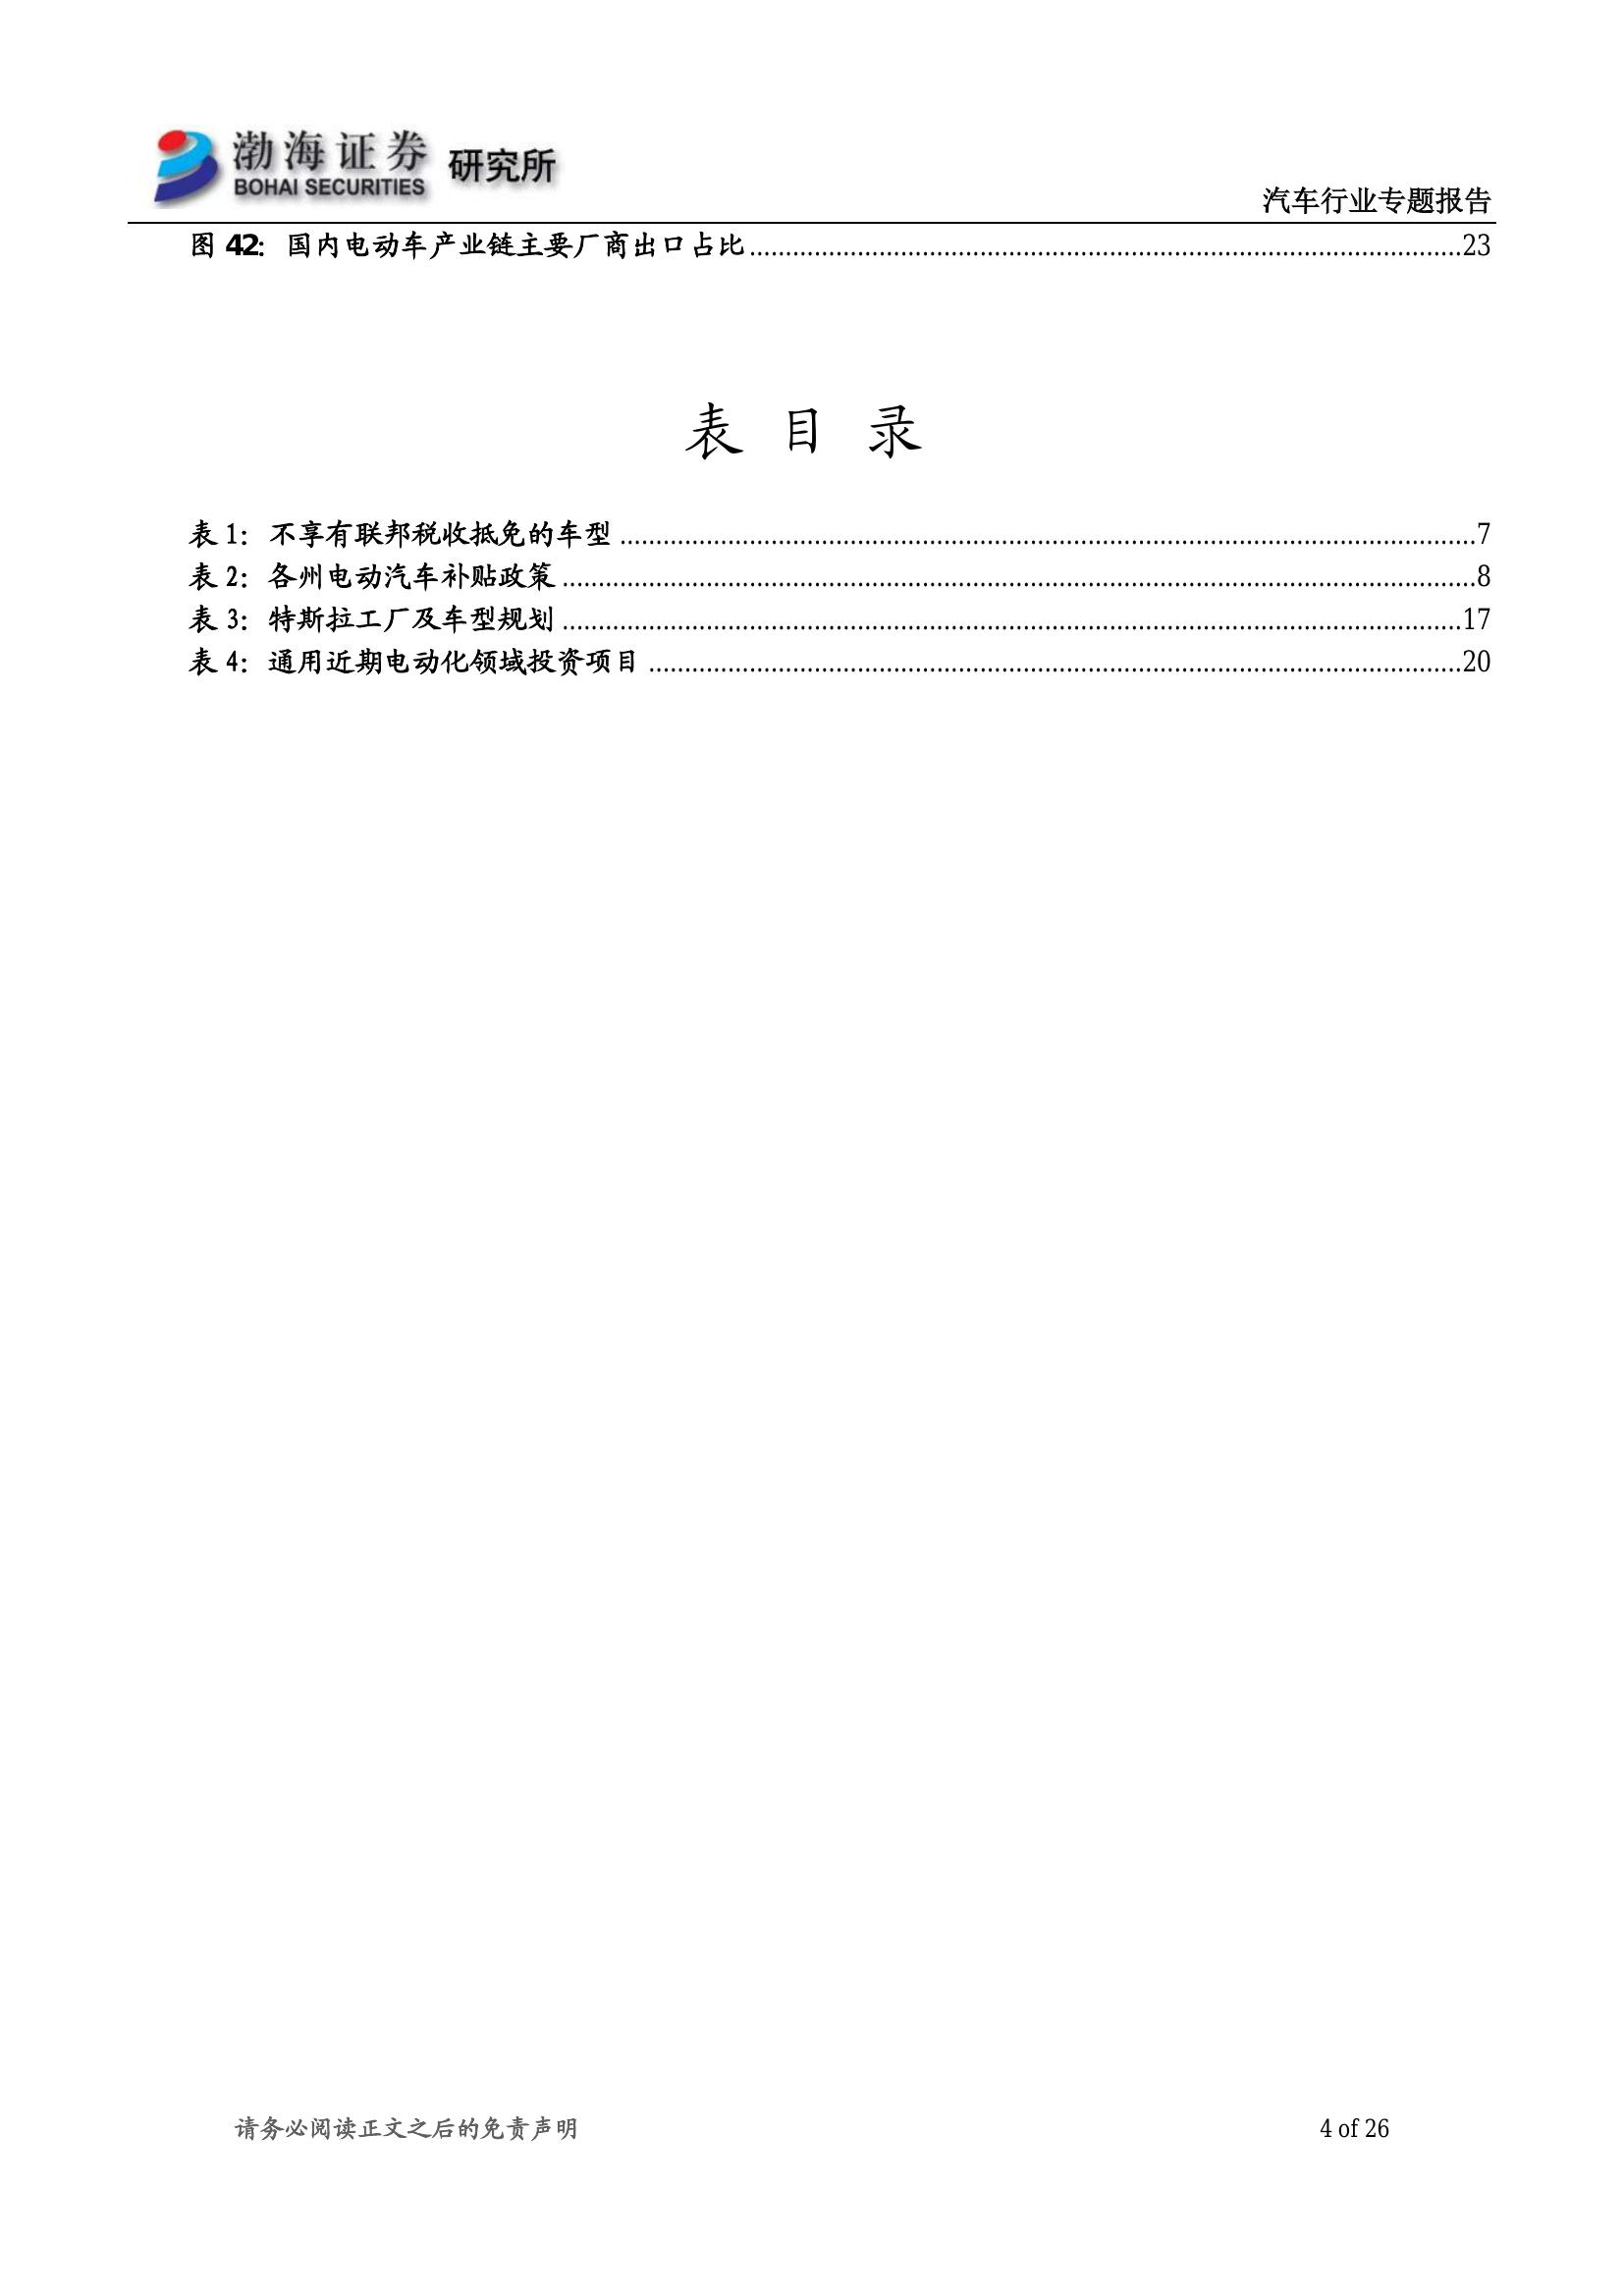 渤海证券 研究所
BOHAI SECURITIES
汽车行业专题报告
图 42: 国内电动车产业链主要厂商出口占比....................................................................................................23
表 目 录
表 1: 不享有联邦税收抵免的车型........................................................................................................................7
表 2: 各州电动汽车补贴政策................................................................................................................................8
表 3: 特斯拉工厂及车型规划..............................................................................................................................17
表 4: 通用近期电动化领域投资项目..................................................................................................................20
请务必阅读正文之后的免责声明
4 of 26